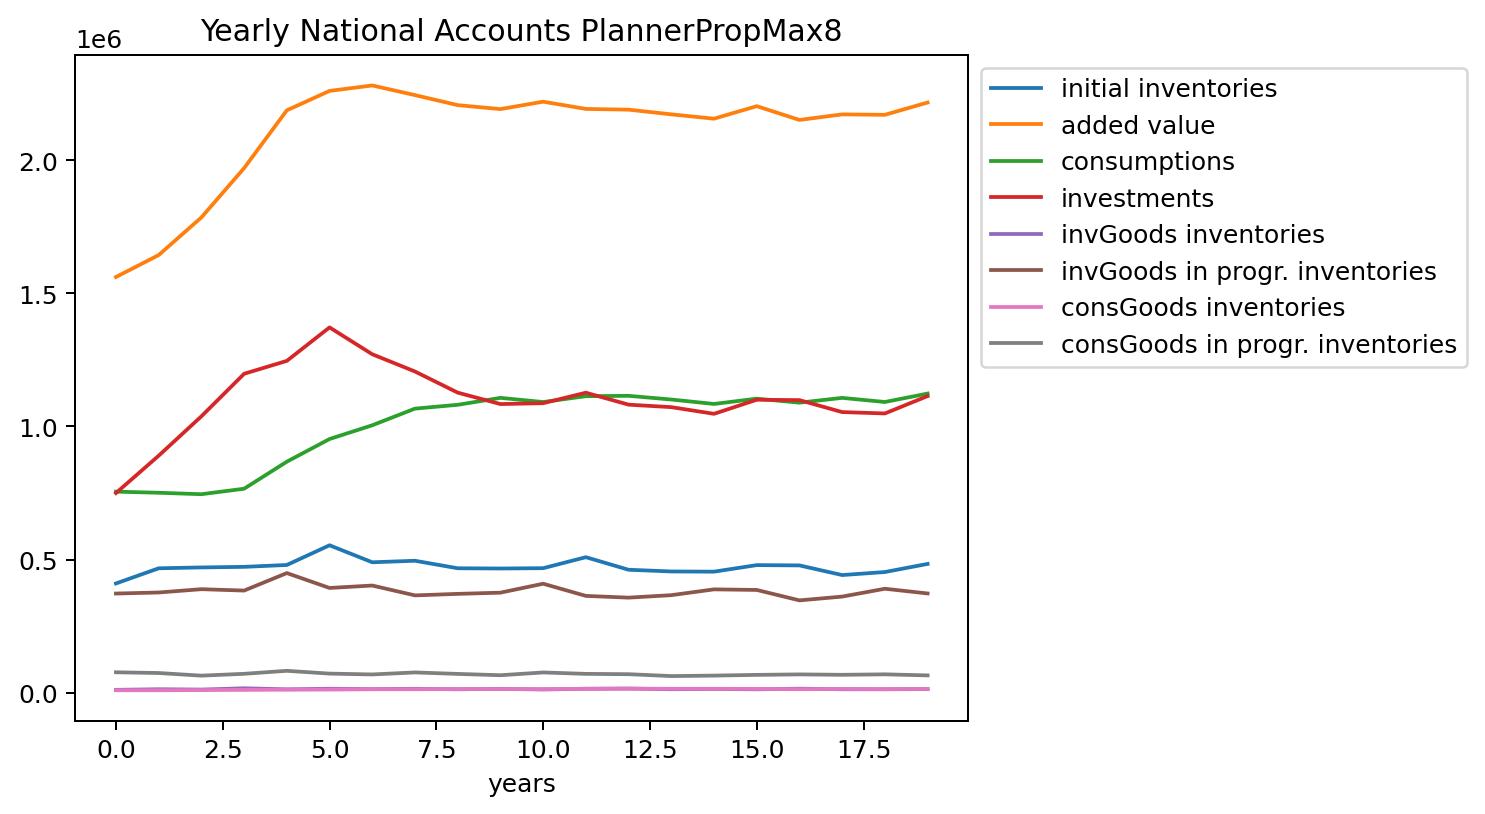 Yearly National Accounts PlannerPropMax8
1e6
2.0
1.5
1.0
0.5
0.0
0.0 2.5 5.0 7.5 10.0 12.5 15.0 17.5
years
initial inventories
added value
consumptions
investments
invGoods inventories
invGoods in progr. inventories
consGoods inventories
consGoods in progr. inventories